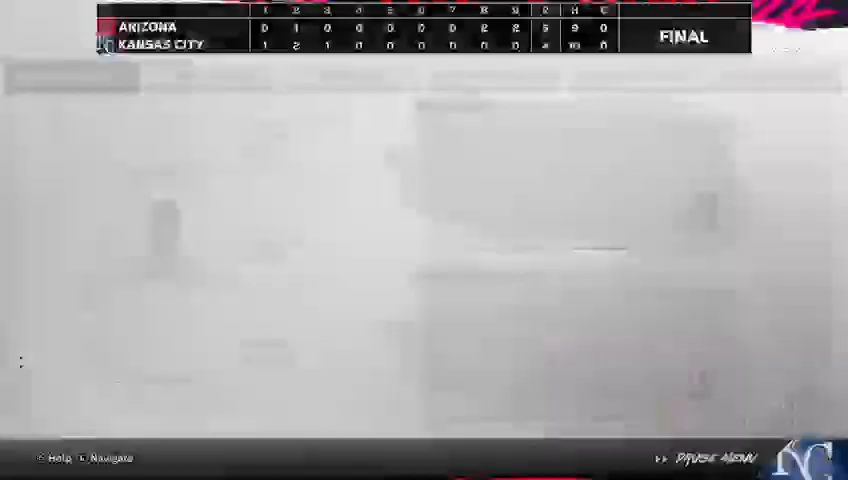 1 2 3 4 5 6 7 8 9 R H E
ARIZONA 0 1 0 0 0 0 0 2 2 5 9 0
KANSAS CITY 1 2 1 0 0 0 0 0 0 4 10 0
FINAL
Help Navigate
PAUSE MENU
KC